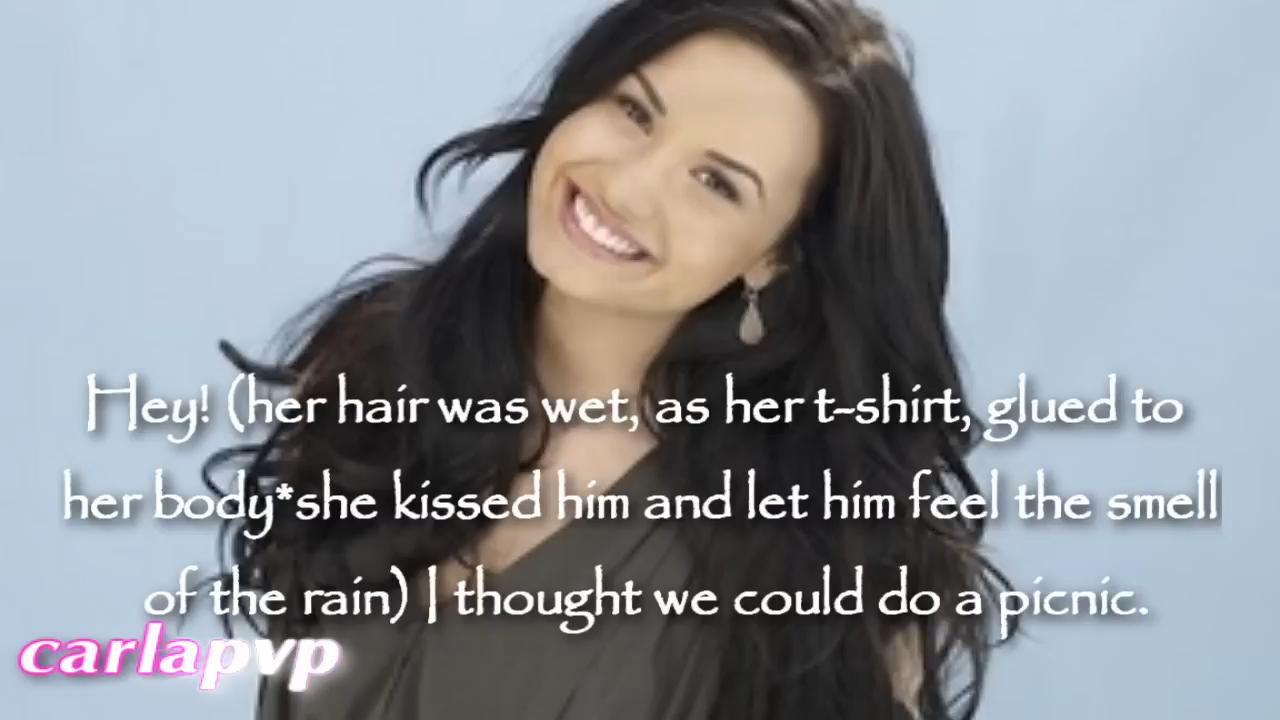 Hey! (her hair was wet, as her t-shirt, glued to
her body*she kissed him and let him feel the smell
of the rain) I thought we could do a picnic.
carlapvp